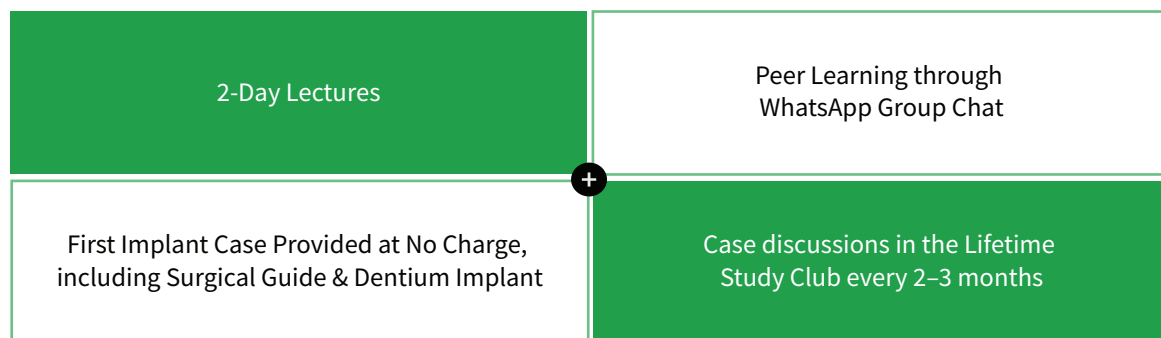 2-Day Lectures
Peer Learning through
WhatsApp Group Chat
+
First Implant Case Provided at No Charge,
including Surgical Guide & Dentium Implant
Case discussions in the Lifetime
Study Club every 2–3 months